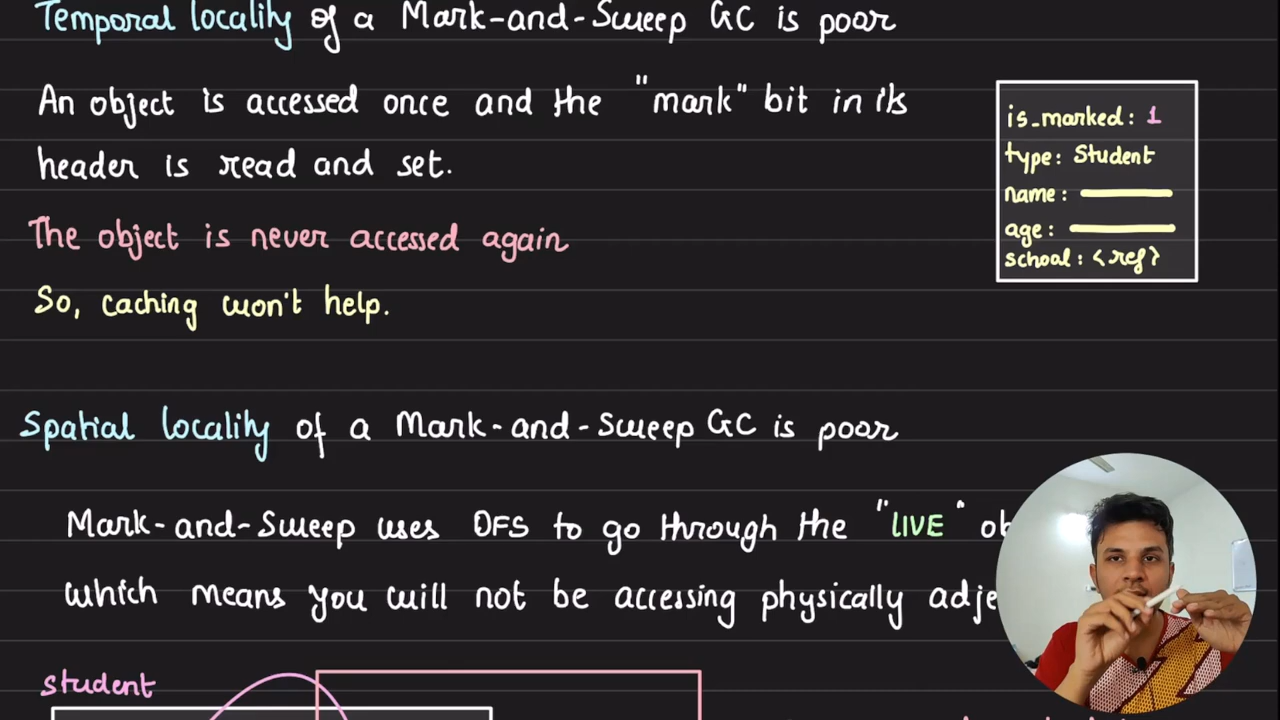 Temporal locality of a Mark-and-Sweep GC is poor
An object is accessed once and the "mark" bit in its
header is read and set.
The object is never accessed again
So, caching won't help.
is_marked: 1
type: Student
name:
age:
school: <ref>
Spatial locality of a Mark-and-Sweep GC is poor
Mark-and-Sweep uses DFS to go through the "LIVE" ob
which means you will not be accessing physically adje
student